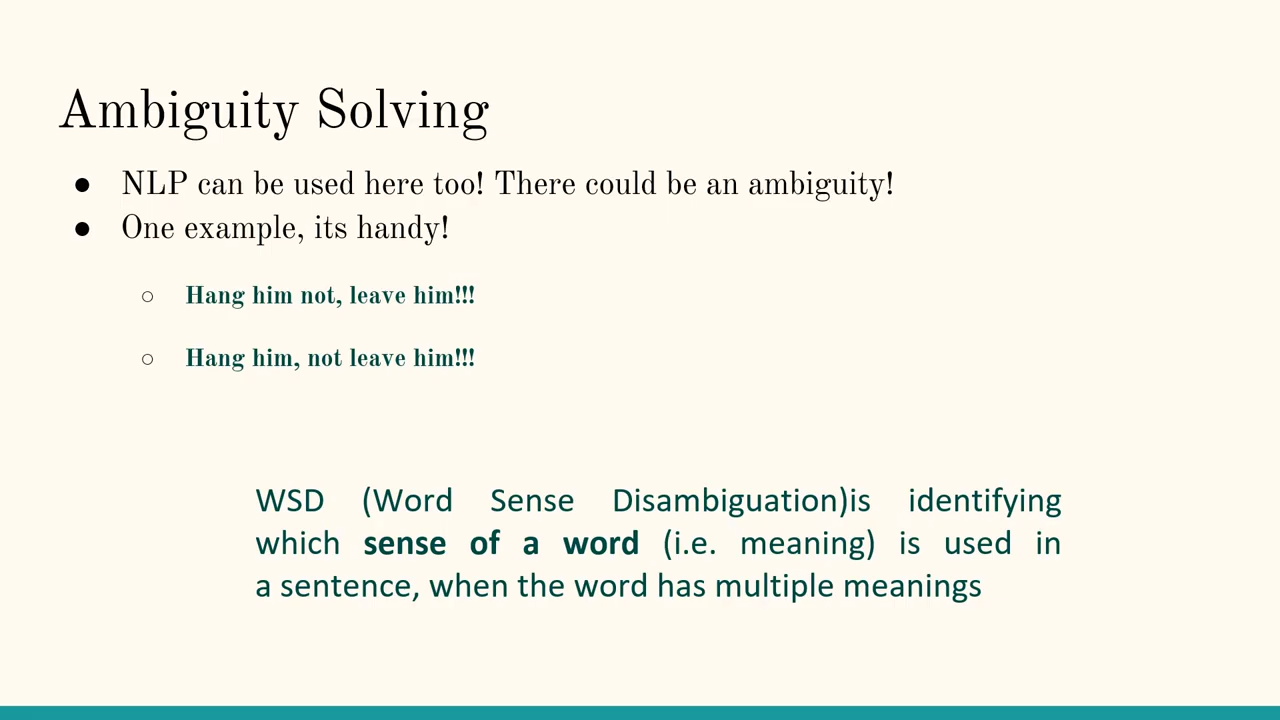 Ambiguity Solving
● NLP can be used here too! There could be an ambiguity!
● One example, its handy!
○ Hang him not, leave him!!!
○ Hang him, not leave him!!!
WSD (Word Sense Disambiguation)is identifying
which sense of a word (i.e. meaning) is used in
a sentence, when the word has multiple meanings